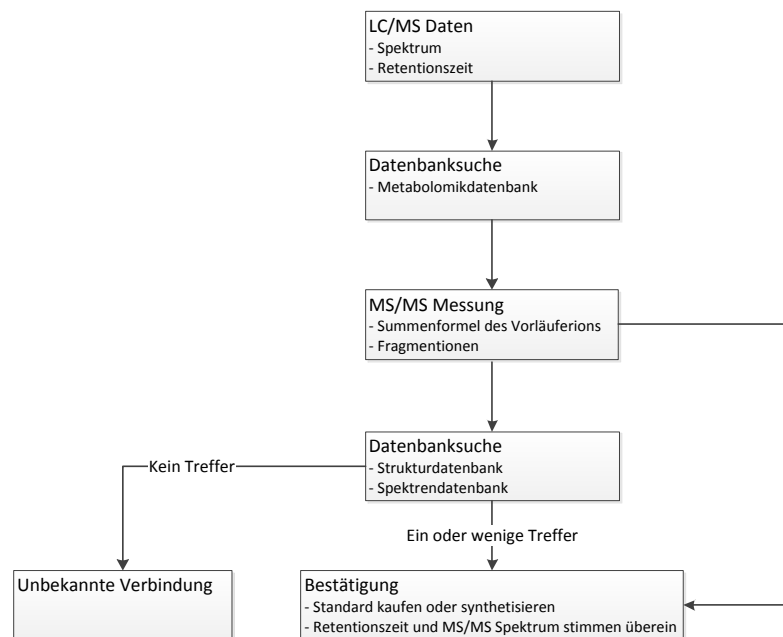 LC/MS Daten
- Spektrum
- Retentionszeit
Datenbanksuche
- Metabolomikdatenbank
MS/MS Messung
- Summenformel des Vorläuferions
- Fragmentionen
Datenbanksuche
- Strukturdatenbank
- Spektrendatenbank
Kein Treffer
Ein oder wenige Treffer
Unbekannte Verbindung
Bestätigung
- Standard kaufen oder synthetisieren
- Retentionszeit und MS/MS Spektrum stimmen überein